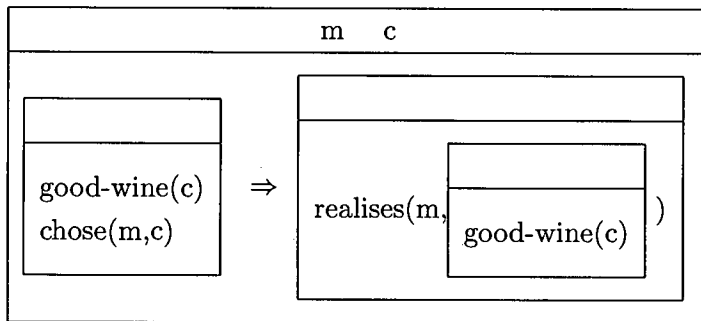 m c
good-wine(c)
chose(m,c)
⇒
realises(m,
good-wine(c)
)